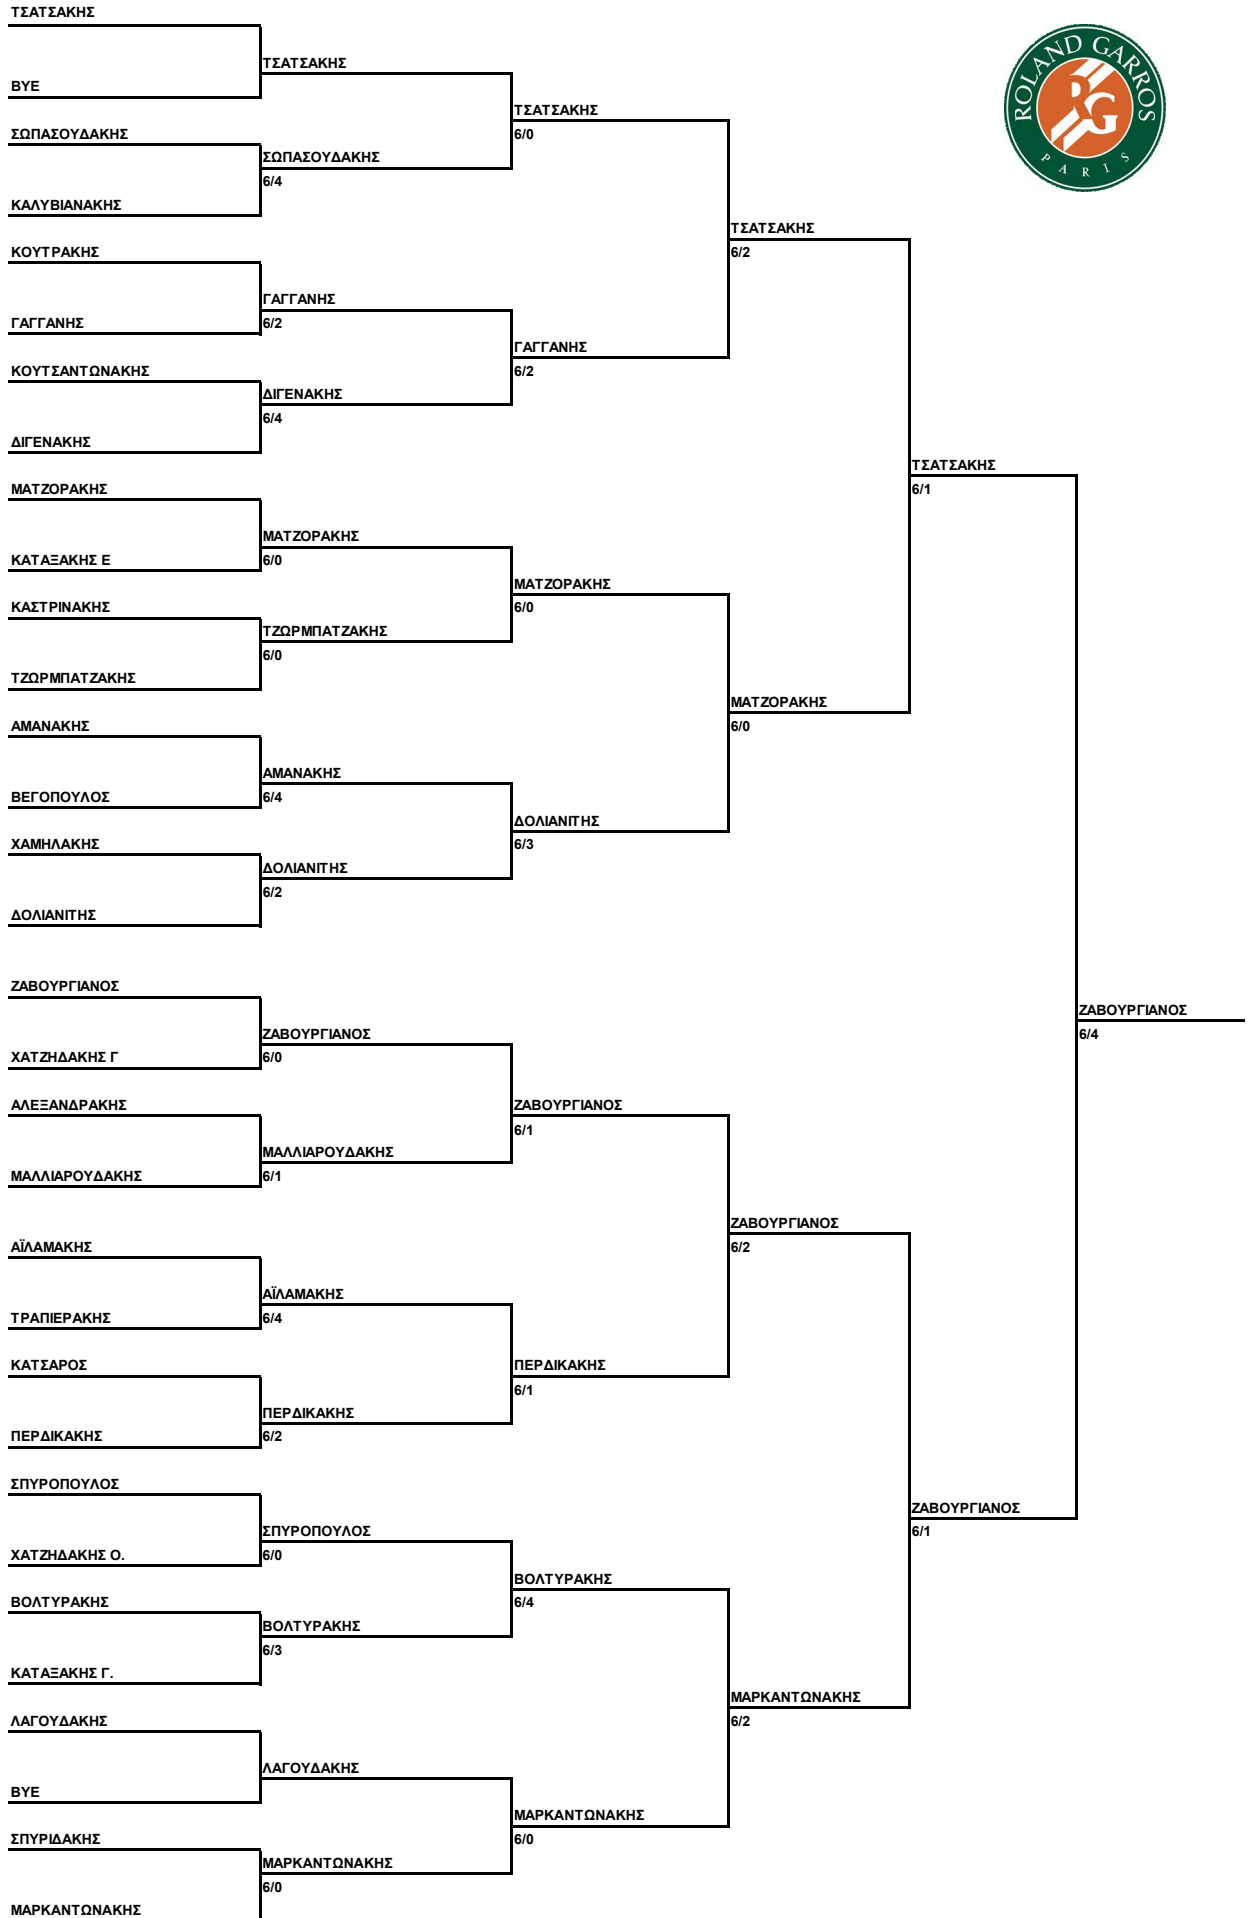 ΤΣΑΤΣΑΚΗΣ
ROLAND GARROS
RG
PARIS
ΤΣΑΤΣΑΚΗΣ
BYE
ΤΣΑΤΣΑΚΗΣ
6/0
ΣΩΠΑΣΟΥΔΑΚΗΣ
ΣΩΠΑΣΟΥΔΑΚΗΣ
6/4
ΚΑΛΥΒΙΑΝΑΚΗΣ
ΤΣΑΤΣΑΚΗΣ
6/2
ΚΟΥΤΡΑΚΗΣ
ΓΑΓΓΑΝΗΣ
6/2
ΓΑΓΓΑΝΗΣ
ΓΑΓΓΑΝΗΣ
6/2
ΚΟΥΤΣΑΝΤΩΝΑΚΗΣ
ΔΙΓΕΝΑΚΗΣ
6/4
ΔΙΓΕΝΑΚΗΣ
ΤΣΑΤΣΑΚΗΣ
6/1
ΜΑΤΖΟΡΑΚΗΣ
ΜΑΤΖΟΡΑΚΗΣ
6/0
ΚΑΤΑΞΑΚΗΣ Ε
ΜΑΤΖΟΡΑΚΗΣ
6/0
ΚΑΣΤΡΙΝΑΚΗΣ
ΤΖΩΡΜΠΑΤΖΑΚΗΣ
6/0
ΤΖΩΡΜΠΑΤΖΑΚΗΣ
ΜΑΤΖΟΡΑΚΗΣ
6/0
ΑΜΑΝΑΚΗΣ
ΑΜΑΝΑΚΗΣ
6/4
ΒΕΓΟΠΟΥΛΟΣ
ΔΟΛΙΑΝΙΤΗΣ
6/3
ΧΑΜΗΛΑΚΗΣ
ΔΟΛΙΑΝΙΤΗΣ
6/2
ΔΟΛΙΑΝΙΤΗΣ
ΖΑΒΟΥΡΓΙΑΝΟΣ
ΖΑΒΟΥΡΓΙΑΝΟΣ
6/4
ΖΑΒΟΥΡΓΙΑΝΟΣ
6/0
ΧΑΤΖΗΔΑΚΗΣ Γ
ΑΛΕΞΑΝΔΡΑΚΗΣ
ΖΑΒΟΥΡΓΙΑΝΟΣ
6/1
ΜΑΛΛΙΑΡΟΥΔΑΚΗΣ
6/1
ΜΑΛΛΙΑΡΟΥΔΑΚΗΣ
ΖΑΒΟΥΡΓΙΑΝΟΣ
6/2
ΑΪΛΑΜΑΚΗΣ
ΑΪΛΑΜΑΚΗΣ
6/4
ΤΡΑΠΙΕΡΑΚΗΣ
ΚΑΤΣΑΡΟΣ
ΠΕΡΔΙΚΑΚΗΣ
6/1
ΠΕΡΔΙΚΑΚΗΣ
6/2
ΠΕΡΔΙΚΑΚΗΣ
ΣΠΥΡΟΠΟΥΛΟΣ
ΖΑΒΟΥΡΓΙΑΝΟΣ
6/1
ΣΠΥΡΟΠΟΥΛΟΣ
6/0
ΧΑΤΖΗΔΑΚΗΣ Ο.
ΒΟΛΤΥΡΑΚΗΣ
6/4
ΒΟΛΤΥΡΑΚΗΣ
ΒΟΛΤΥΡΑΚΗΣ
6/3
ΚΑΤΑΞΑΚΗΣ Γ.
ΜΑΡΚΑΝΤΩΝΑΚΗΣ
6/2
ΛΑΓΟΥΔΑΚΗΣ
ΛΑΓΟΥΔΑΚΗΣ
BYE
ΜΑΡΚΑΝΤΩΝΑΚΗΣ
6/0
ΣΠΥΡΙΔΑΚΗΣ
ΜΑΡΚΑΝΤΩΝΑΚΗΣ
6/0
ΜΑΡΚΑΝΤΩΝΑΚΗΣ